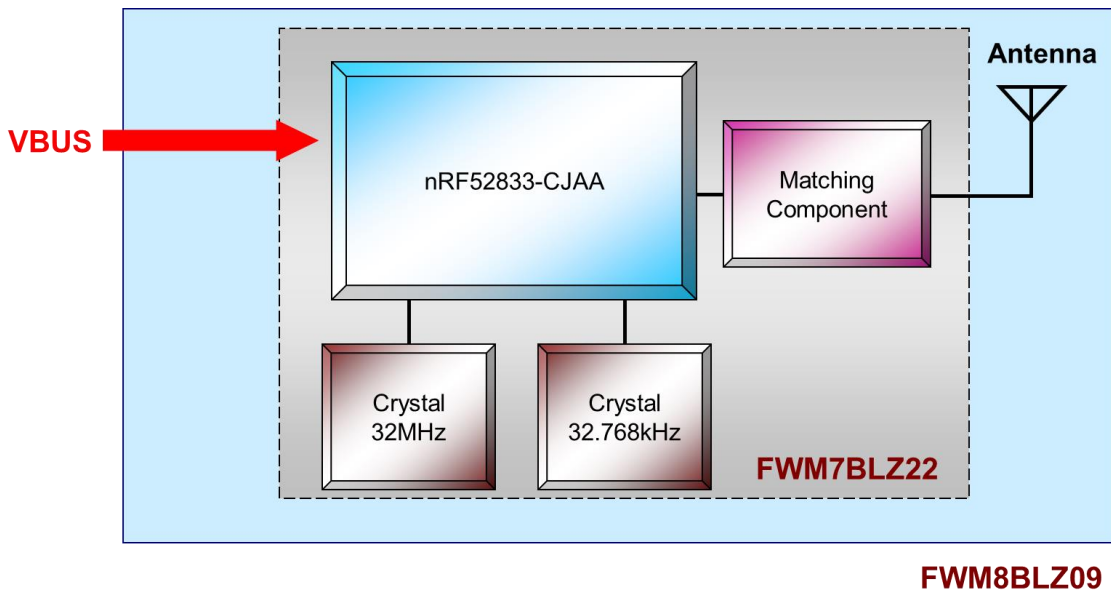 Antenna
VBUS
nRF52833-CJAA
Matching
Component
Crystal
32MHz
Crystal
32.768kHz
FWM7BLZ22
FWM8BLZ09